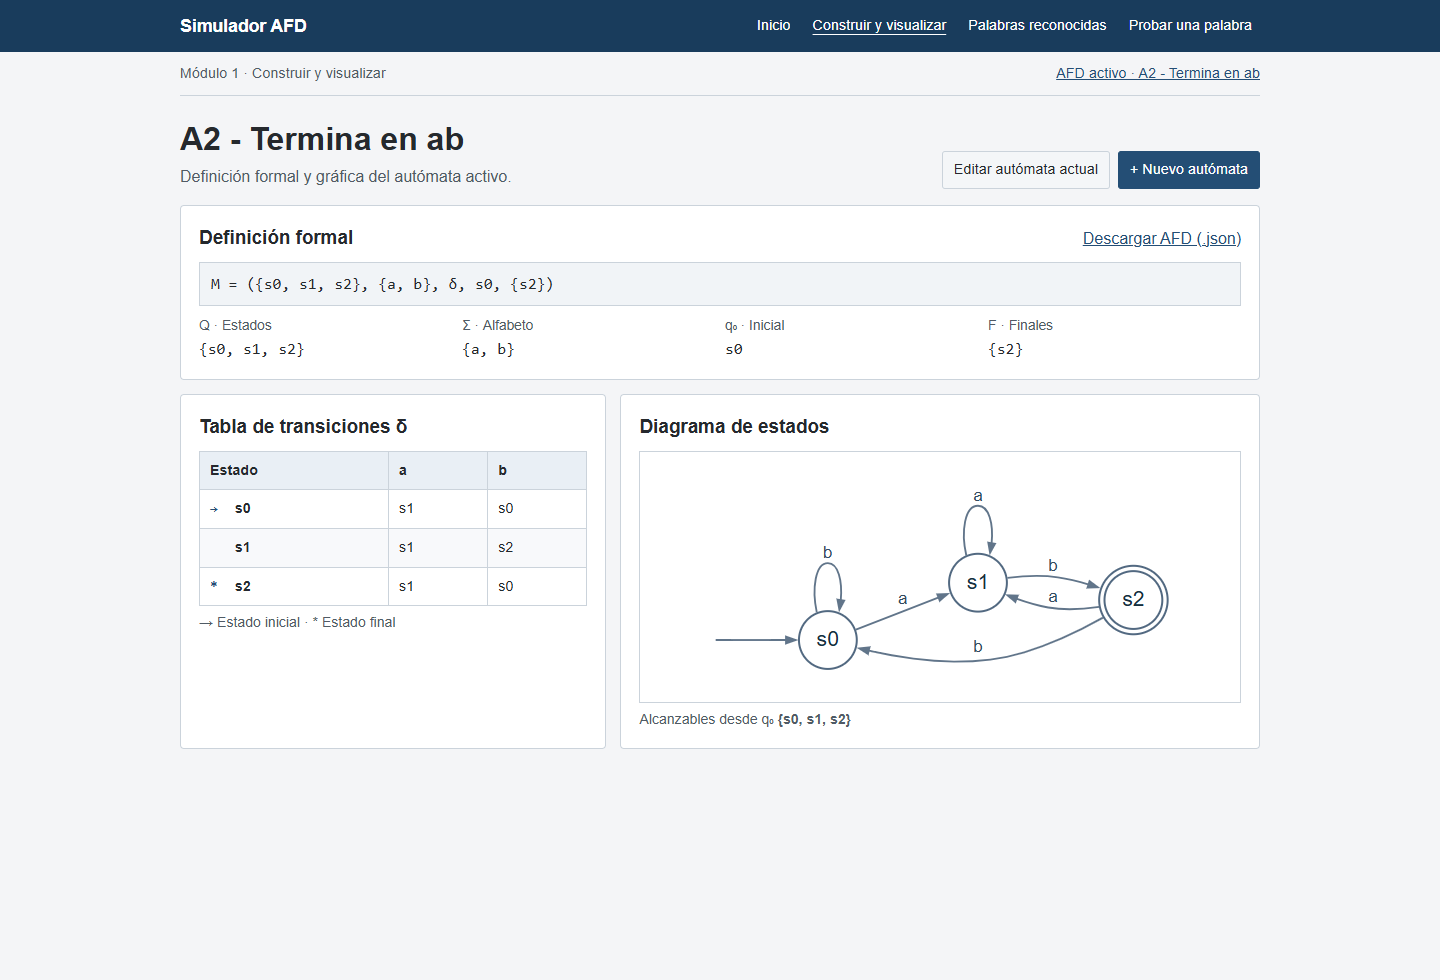 Simulador AFD
Inicio Construir y visualizar Palabras reconocidas Probar una palabra
Módulo 1 · Construir y visualizar
AFD activo · A2 - Termina en ab
A2 - Termina en ab
Definición formal y gráfica del autómata activo.
Editar autómata actual
+ Nuevo autómata
Definición formal
Descargar AFD (.json)
M = ({s0, s1, s2}, {a, b}, δ, s0, {s2})
Q · Estados
{s0, s1, s2}
Σ · Alfabeto
{a, b}
q₀ · Inicial
s0
F · Finales
{s2}
Tabla de transiciones δ
Estado a b
→ s0 s1 s0
s1 s1 s2
* s2 s1 s0
→ Estado inicial · * Estado final
Diagrama de estados
a
b
b
a
a
s1
s2
s0
b
Alcanzables desde q₀ {s0, s1, s2}